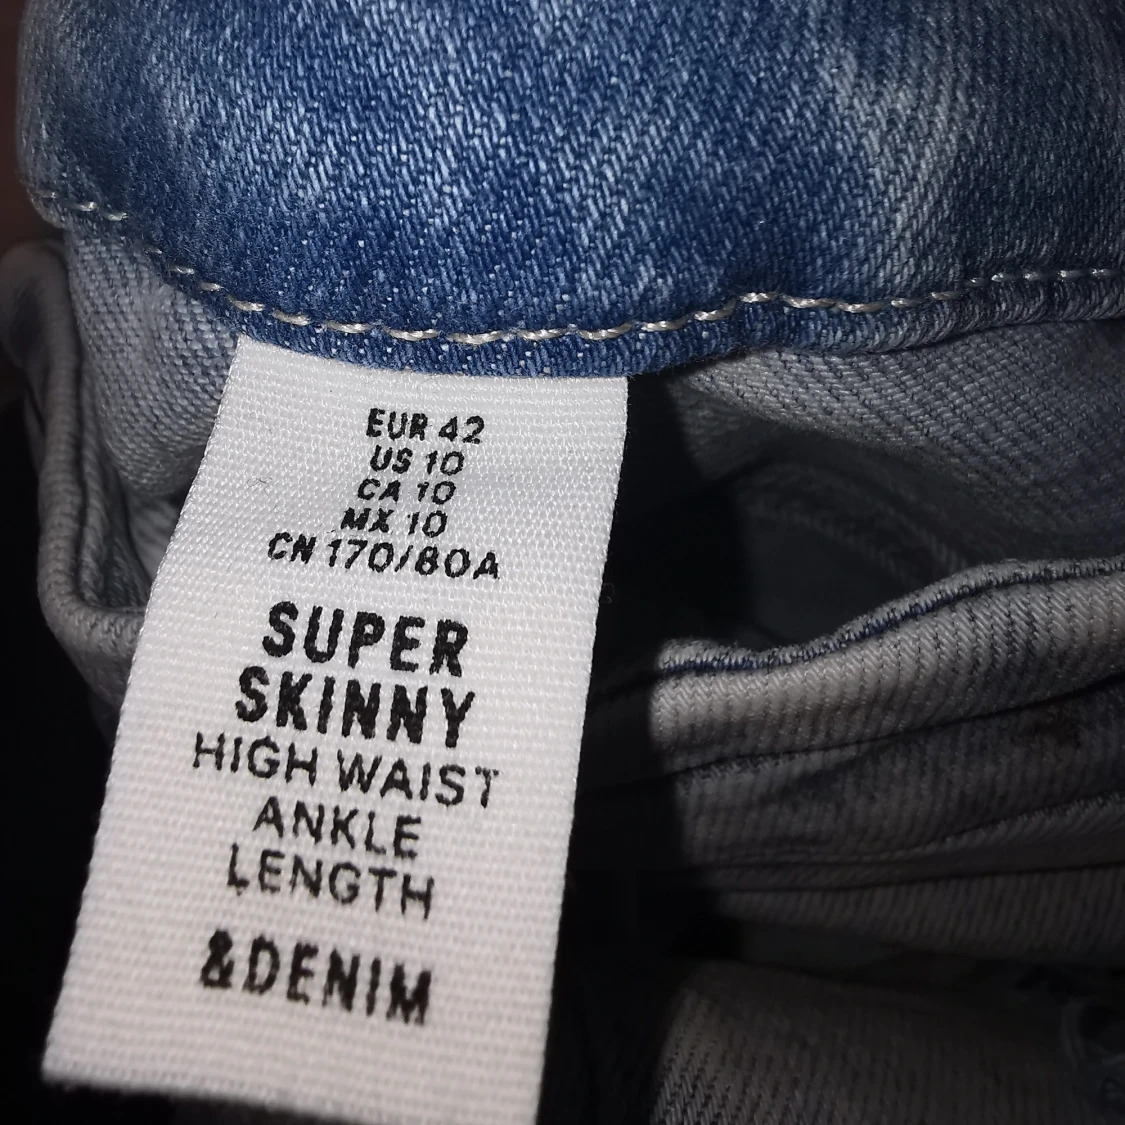 EUR 42
US 10
CA 10
MX 10
CN 170/80A
SUPER
SKINNY
HIGH WAIST
ANKLE
LENGTH
&DENIM